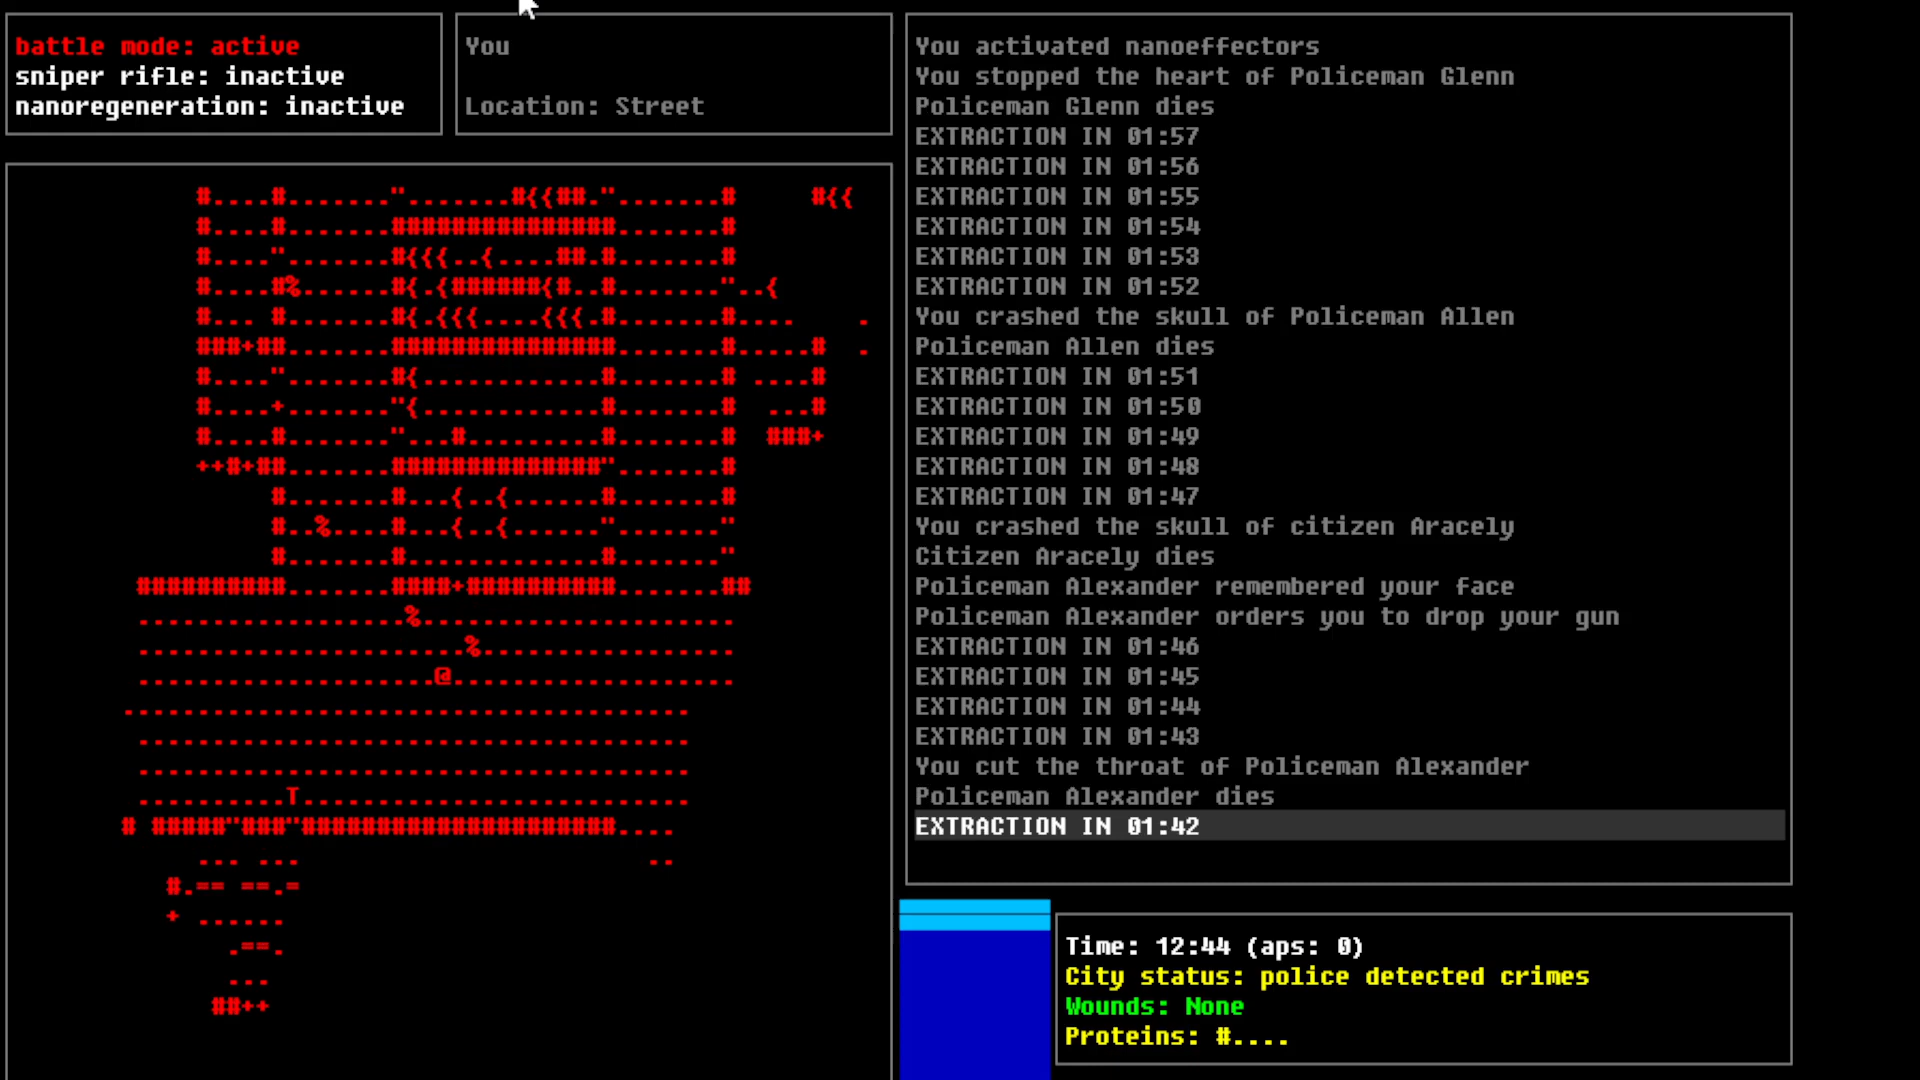 battle mode: active
sniper rifle: inactive
nanoregeneration: inactive
You
Location: Street
#....#.......".......#{{##.".......#     #{{
#....#.......###############.......#
#....".......#{{{..{....##.#.......#
#....#%......#{.{######{#..#......."..{
#... #.......#{.{{{....{{{.#.......#....    .
###+##.......###############.......#.....#  .
#....".......#{............#.......# ....#
#....+......."{............#.......#  ...#
#....#......."...#.........#.......#  ###+
++#+##.......##############".......#
#.......#...{..{......#.......#
#..%....#...{..{......"......."
#.......#.............#......."
##########.......####+##########.......##
..................%.....................
......................%.................
....................@...................
......................................
.....................................
.....................................
..........T..........................
# #####"###"#####################....
... ...                        ..
#.== ==.=
+ ......
.==.
...
##++
You activated nanoeffectors
You stopped the heart of Policeman Glenn
Policeman Glenn dies
EXTRACTION IN 01:57
EXTRACTION IN 01:56
EXTRACTION IN 01:55
EXTRACTION IN 01:54
EXTRACTION IN 01:53
EXTRACTION IN 01:52
You crashed the skull of Policeman Allen
Policeman Allen dies
EXTRACTION IN 01:51
EXTRACTION IN 01:50
EXTRACTION IN 01:49
EXTRACTION IN 01:48
EXTRACTION IN 01:47
You crashed the skull of citizen Aracely
Citizen Aracely dies
Policeman Alexander remembered your face
Policeman Alexander orders you to drop your gun
EXTRACTION IN 01:46
EXTRACTION IN 01:45
EXTRACTION IN 01:44
EXTRACTION IN 01:43
You cut the throat of Policeman Alexander
Policeman Alexander dies
EXTRACTION IN 01:42
Time: 12:44 (aps: 0)
City status: police detected crimes
Wounds: None
Proteins: #....